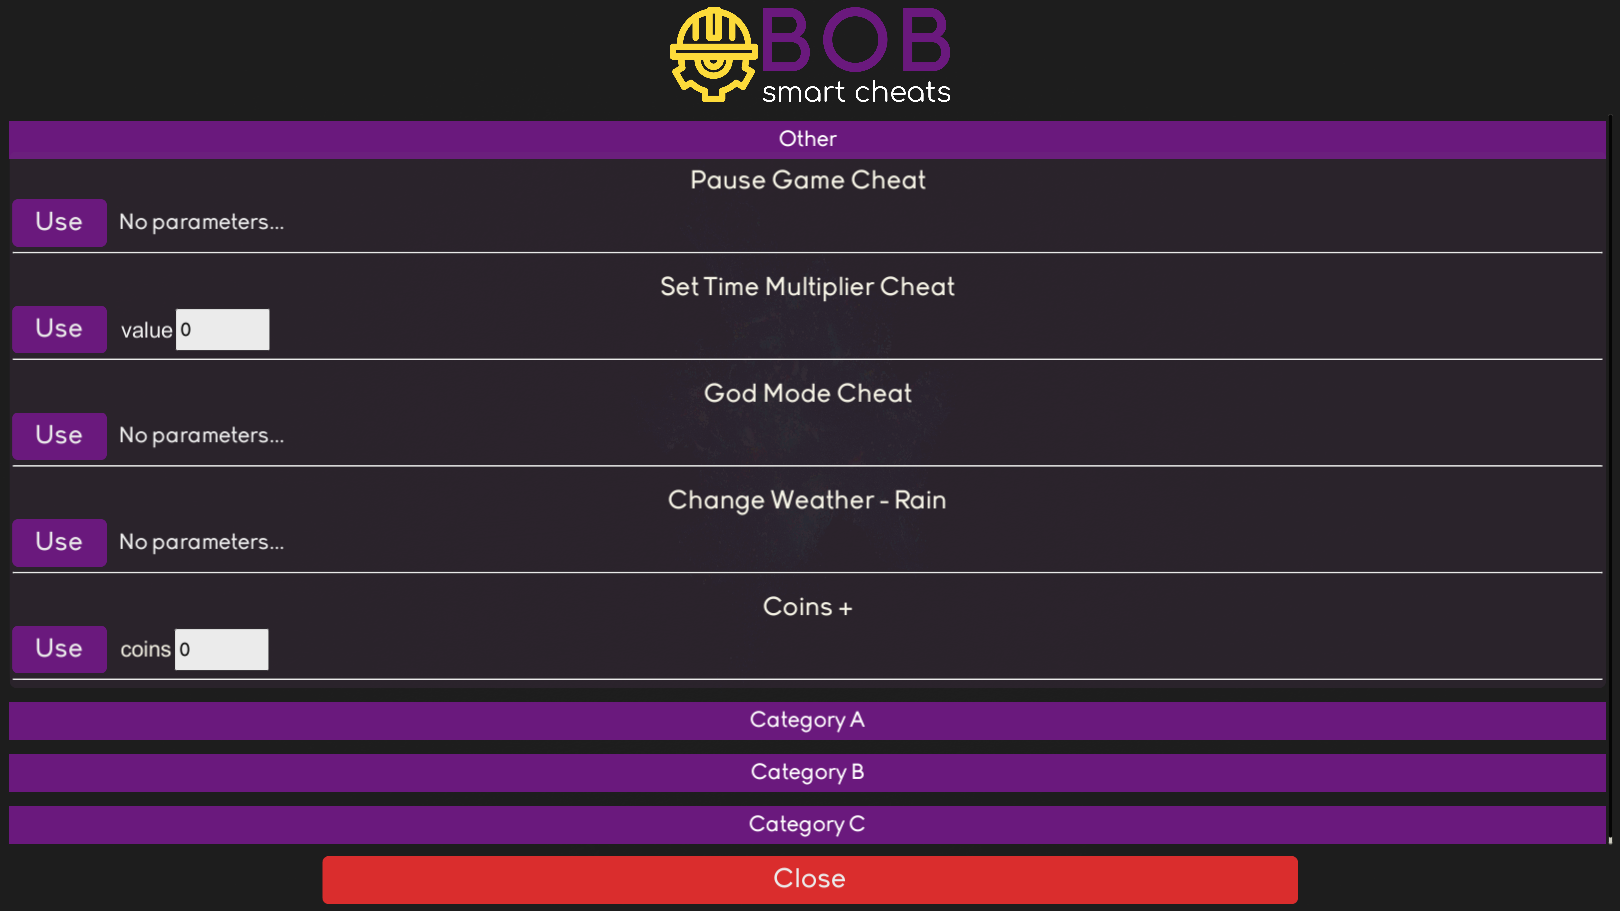 BOB
smart cheats
Other
Pause Game Cheat
Use No parameters...
Set Time Multiplier Cheat
Use value 0
God Mode Cheat
Use No parameters...
Change Weather - Rain
Use No parameters...
Coins +
Use coins 0
Category A
Category B
Category C
Close